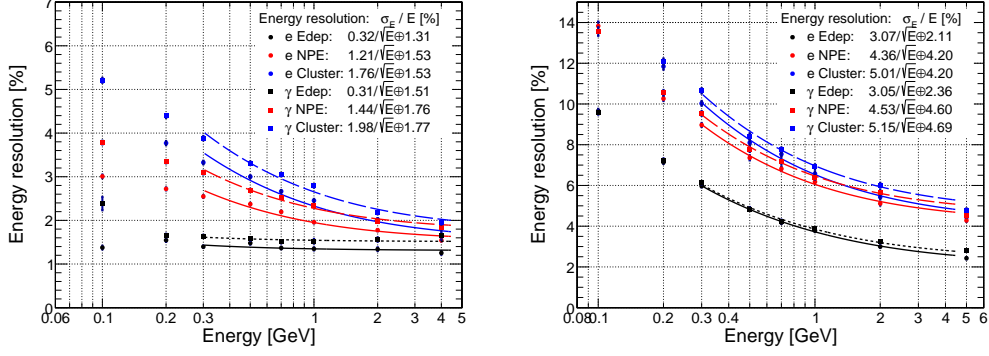 Energy resolution: σE / E [%]
e Edep: 0.32/√E⊕1.31
e NPE: 1.21/√E⊕1.53
e Cluster: 1.76/√E⊕1.53
γ Edep: 0.31/√E⊕1.51
γ NPE: 1.44/√E⊕1.76
γ Cluster: 1.98/√E⊕1.77
Energy resolution [%]
7
6
5
4
3
2
1
0
0.06 0.1 0.2 0.3 0.4 1 2 3 4 5
Energy [GeV]
Energy resolution: σE / E [%]
e Edep: 3.07/√E⊕2.11
e NPE: 4.36/√E⊕4.20
e Cluster: 5.01/√E⊕4.20
γ Edep: 3.05/√E⊕2.36
γ NPE: 4.53/√E⊕4.60
γ Cluster: 5.15/√E⊕4.69
Energy resolution [%]
14
12
10
8
6
4
2
0
0.08 0.1 0.2 0.3 0.4 1 2 3 4 5 6
Energy [GeV]